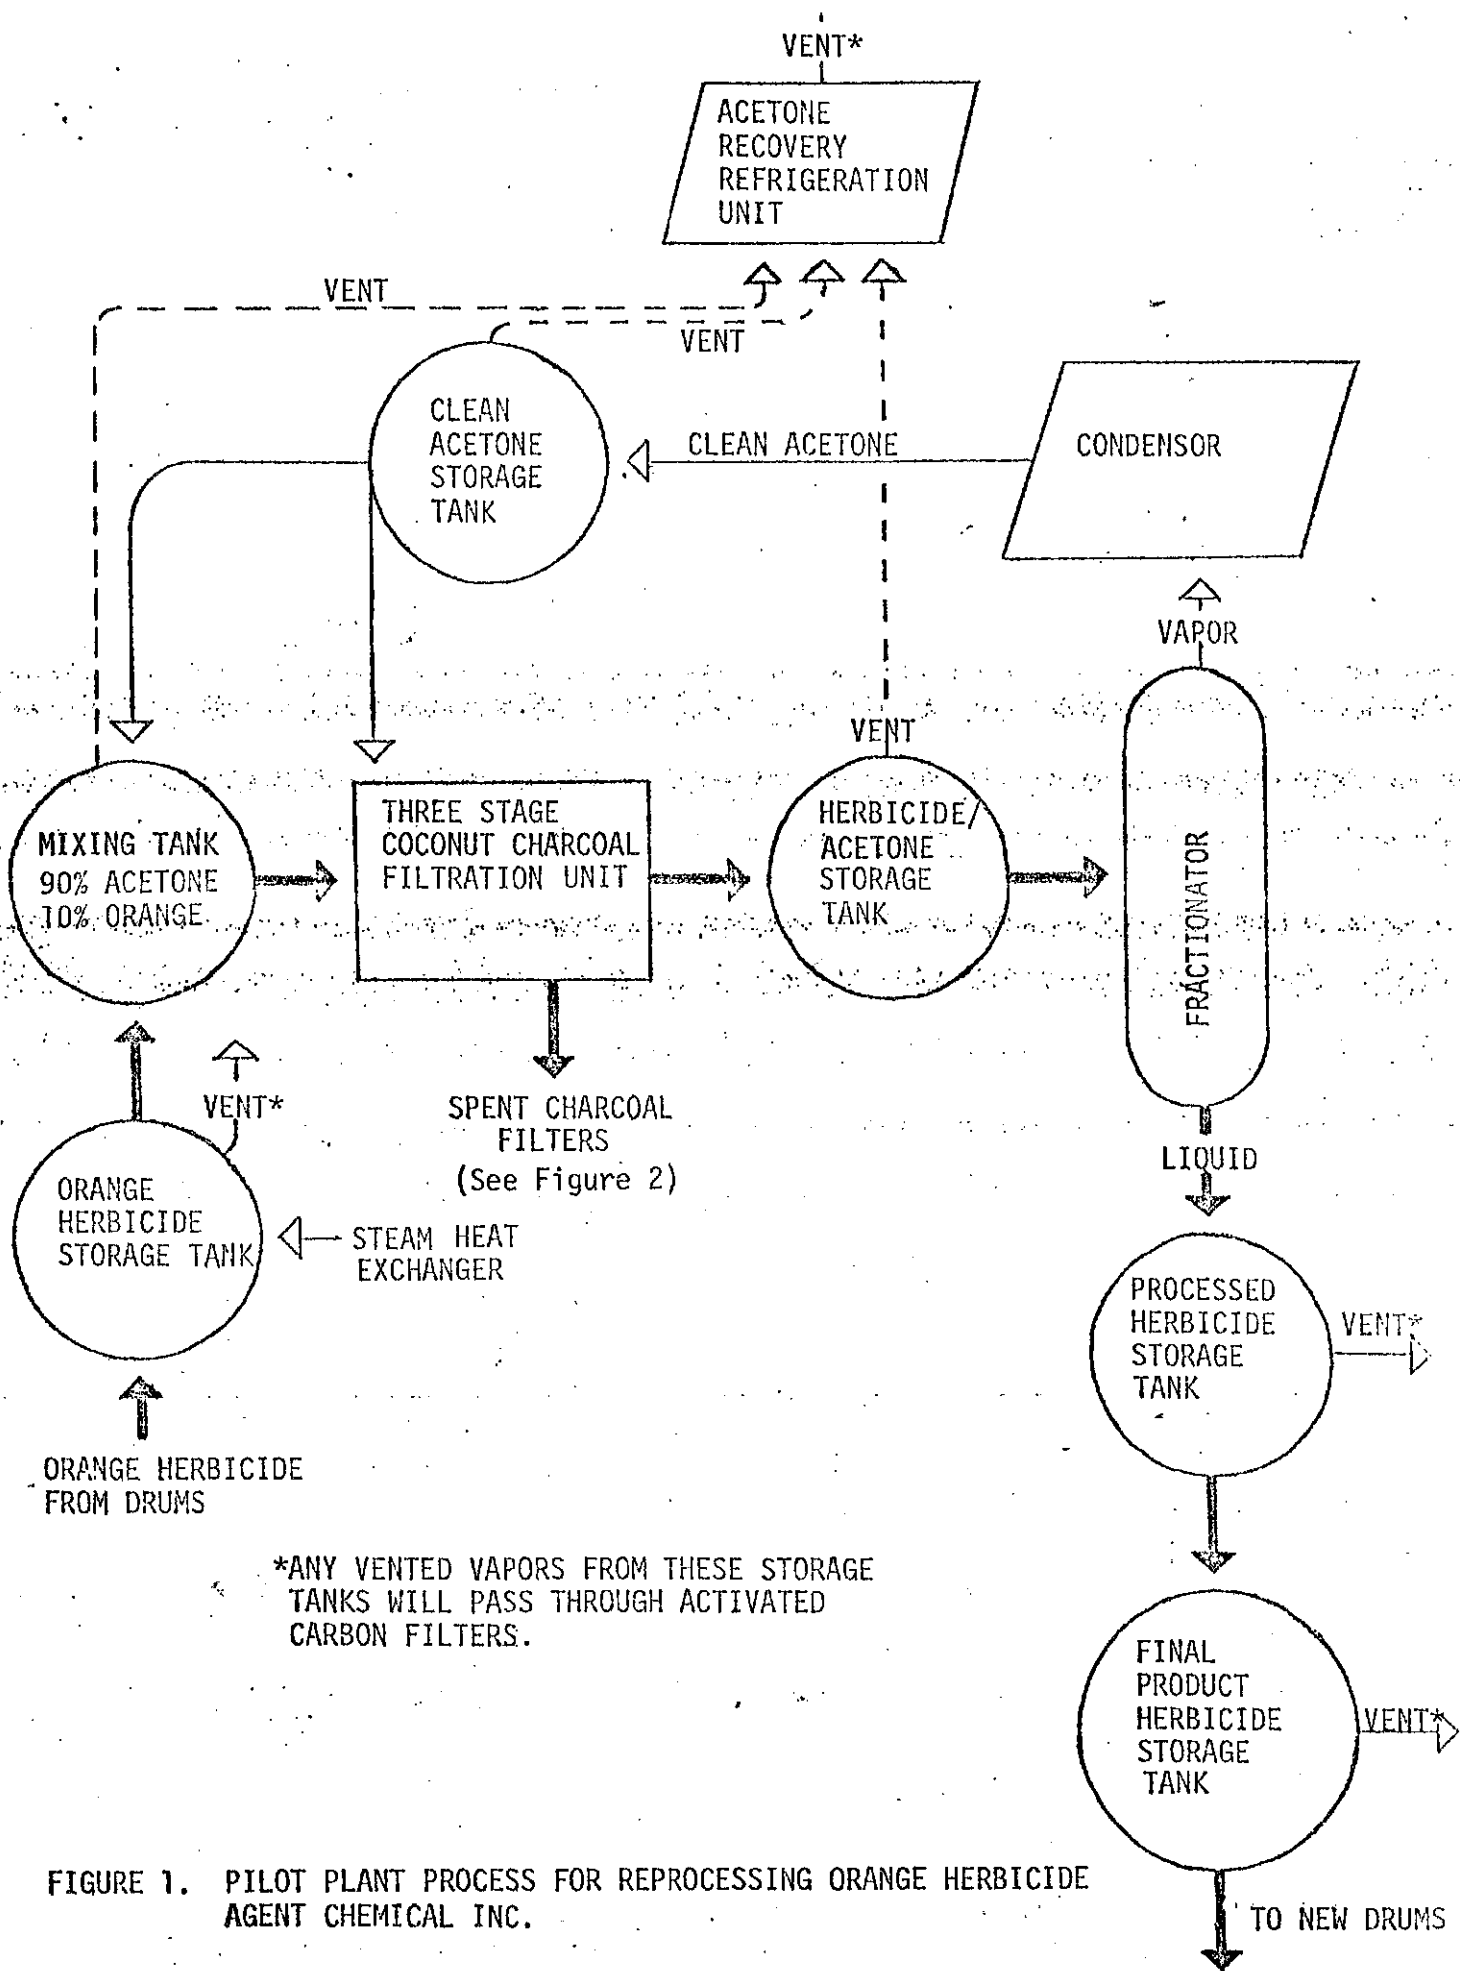 VENT*
ACETONE
RECOVERY
REFRIGERATION
UNIT
VENT
VENT
CLEAN
ACETONE
STORAGE
TANK
CLEAN ACETONE
CONDENSOR
VAPOR
VENT
MIXING TANK
90% ACETONE
10% ORANGE
THREE STAGE
COCONUT CHARCOAL
FILTRATION UNIT
HERBICIDE/
ACETONE
STORAGE
TANK
FRACTIONATOR
VENT*
SPENT CHARCOAL
FILTERS
(See Figure 2)
LIQUID
ORANGE
HERBICIDE
STORAGE TANK
STEAM HEAT
EXCHANGER
PROCESSED
HERBICIDE
STORAGE
TANK
VENT*
ORANGE HERBICIDE
FROM DRUMS
*ANY VENTED VAPORS FROM THESE STORAGE
TANKS WILL PASS THROUGH ACTIVATED
CARBON FILTERS.
FINAL
PRODUCT
HERBICIDE
STORAGE
TANK
VENT*
FIGURE 1. PILOT PLANT PROCESS FOR REPROCESSING ORANGE HERBICIDE
AGENT CHEMICAL INC.
TO NEW DRUMS